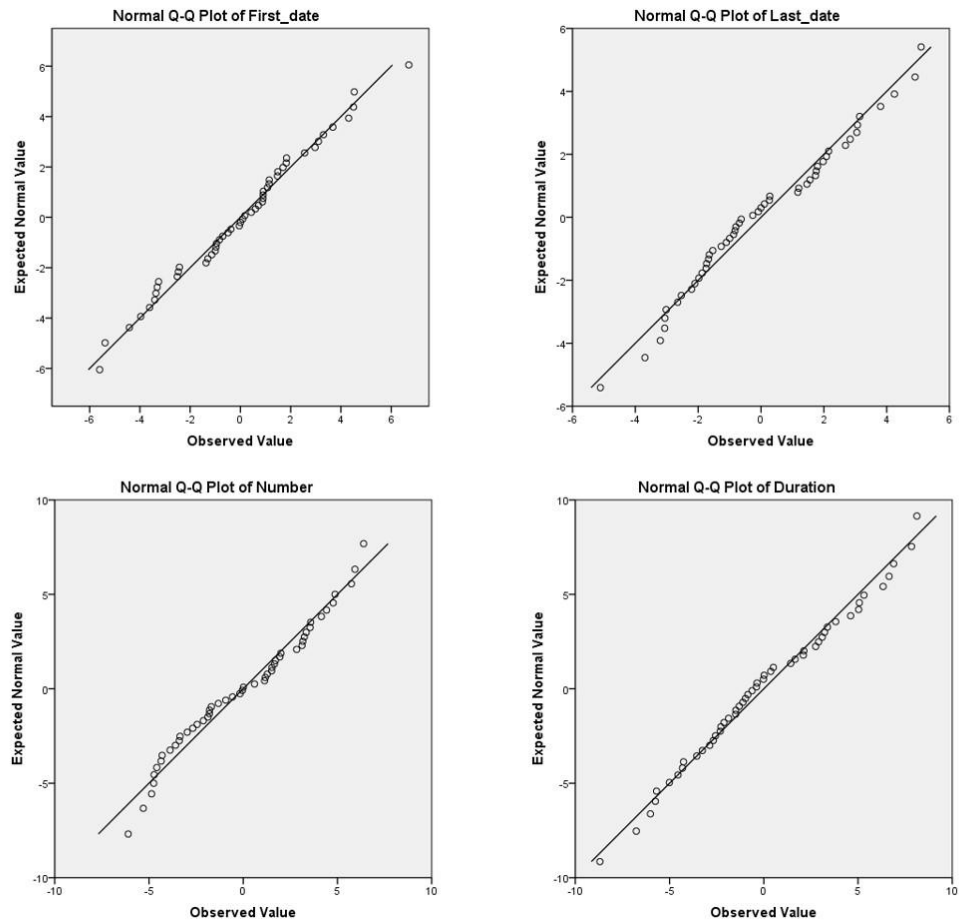 Normal Q-Q Plot of First_date
Expected Normal Value
6
4
2
0
-2
-4
-6
-6 -4 -2 0 2 4 6
Observed Value
Normal Q-Q Plot of Last_date
Expected Normal Value
6
4
2
0
-2
-4
-6
-6 -4 -2 0 2 4 6
Observed Value
Normal Q-Q Plot of Number
Expected Normal Value
10
5
0
-5
-10
-10 -5 0 5 10
Observed Value
Normal Q-Q Plot of Duration
Expected Normal Value
10
5
0
-5
-10
-10 -5 0 5 10
Observed Value